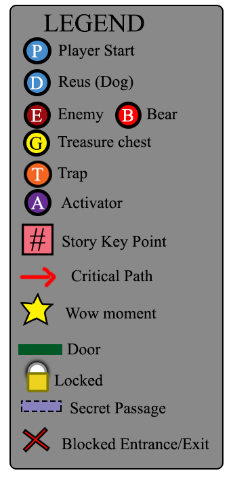 LEGEND
P Player Start
D Reus (Dog)
E Enemy B Bear
G Treasure chest
T Trap
A Activator
# Story Key Point
Critical Path
Wow moment
Door
Locked
Secret Passage
Blocked Entrance/Exit